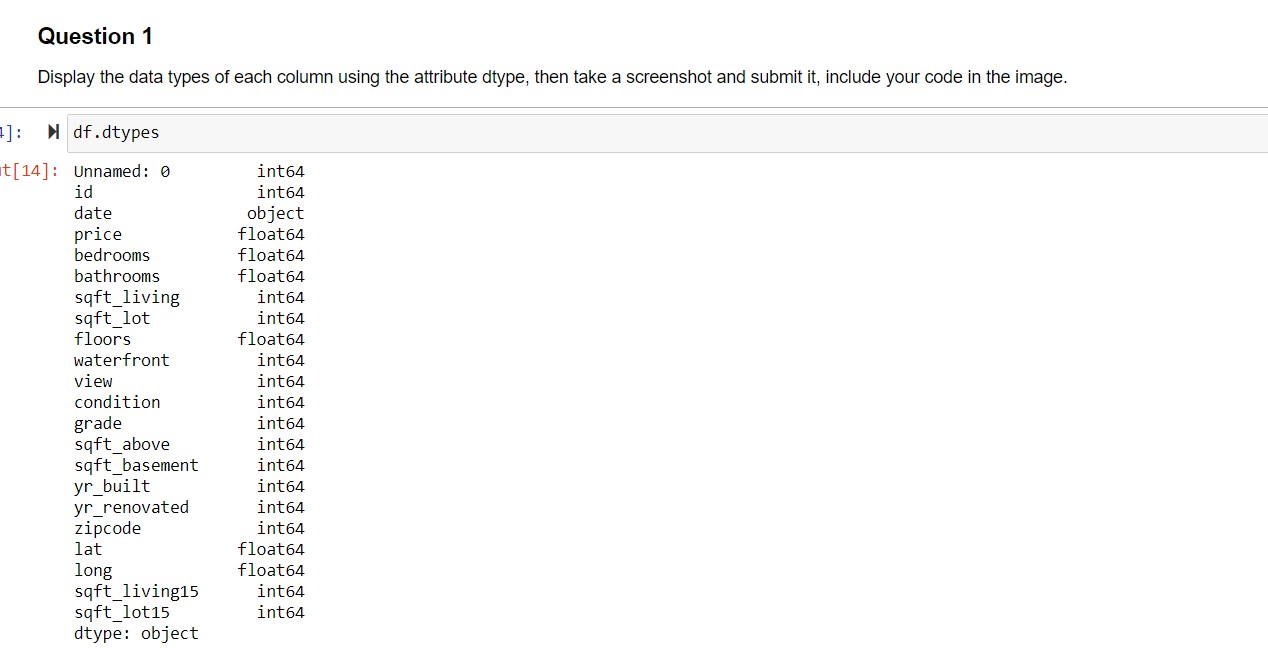 Question 1
Display the data types of each column using the attribute dtype, then take a screenshot and submit it, include your code in the image.
4]: df.dtypes
t[14]: Unnamed: 0 int64
id int64
date object
price float64
bedrooms float64
bathrooms float64
sqft_living int64
sqft_lot int64
floors float64
waterfront int64
view int64
condition int64
grade int64
sqft_above int64
sqft_basement int64
yr_built int64
yr_renovated int64
zipcode int64
lat float64
long float64
sqft_living15 int64
sqft_lot15 int64
dtype: object